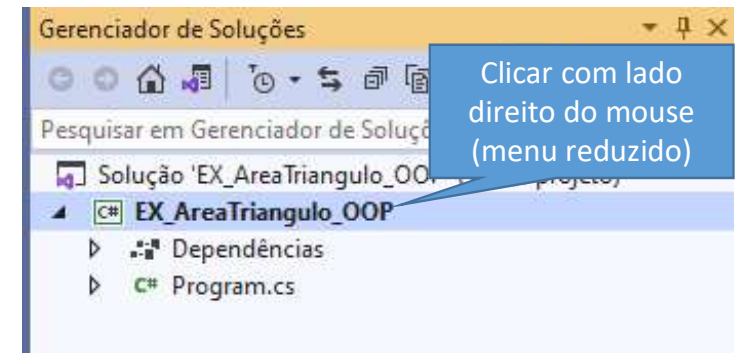 Gerenciador de Soluções
Clicar com lado
direito do mouse
(menu reduzido)
Pesquisar em Gerenciador de
Solução 'EX_AreaTriangulo_OO
C# EX_AreaTriangulo_OOP
Dependências
C# Program.cs